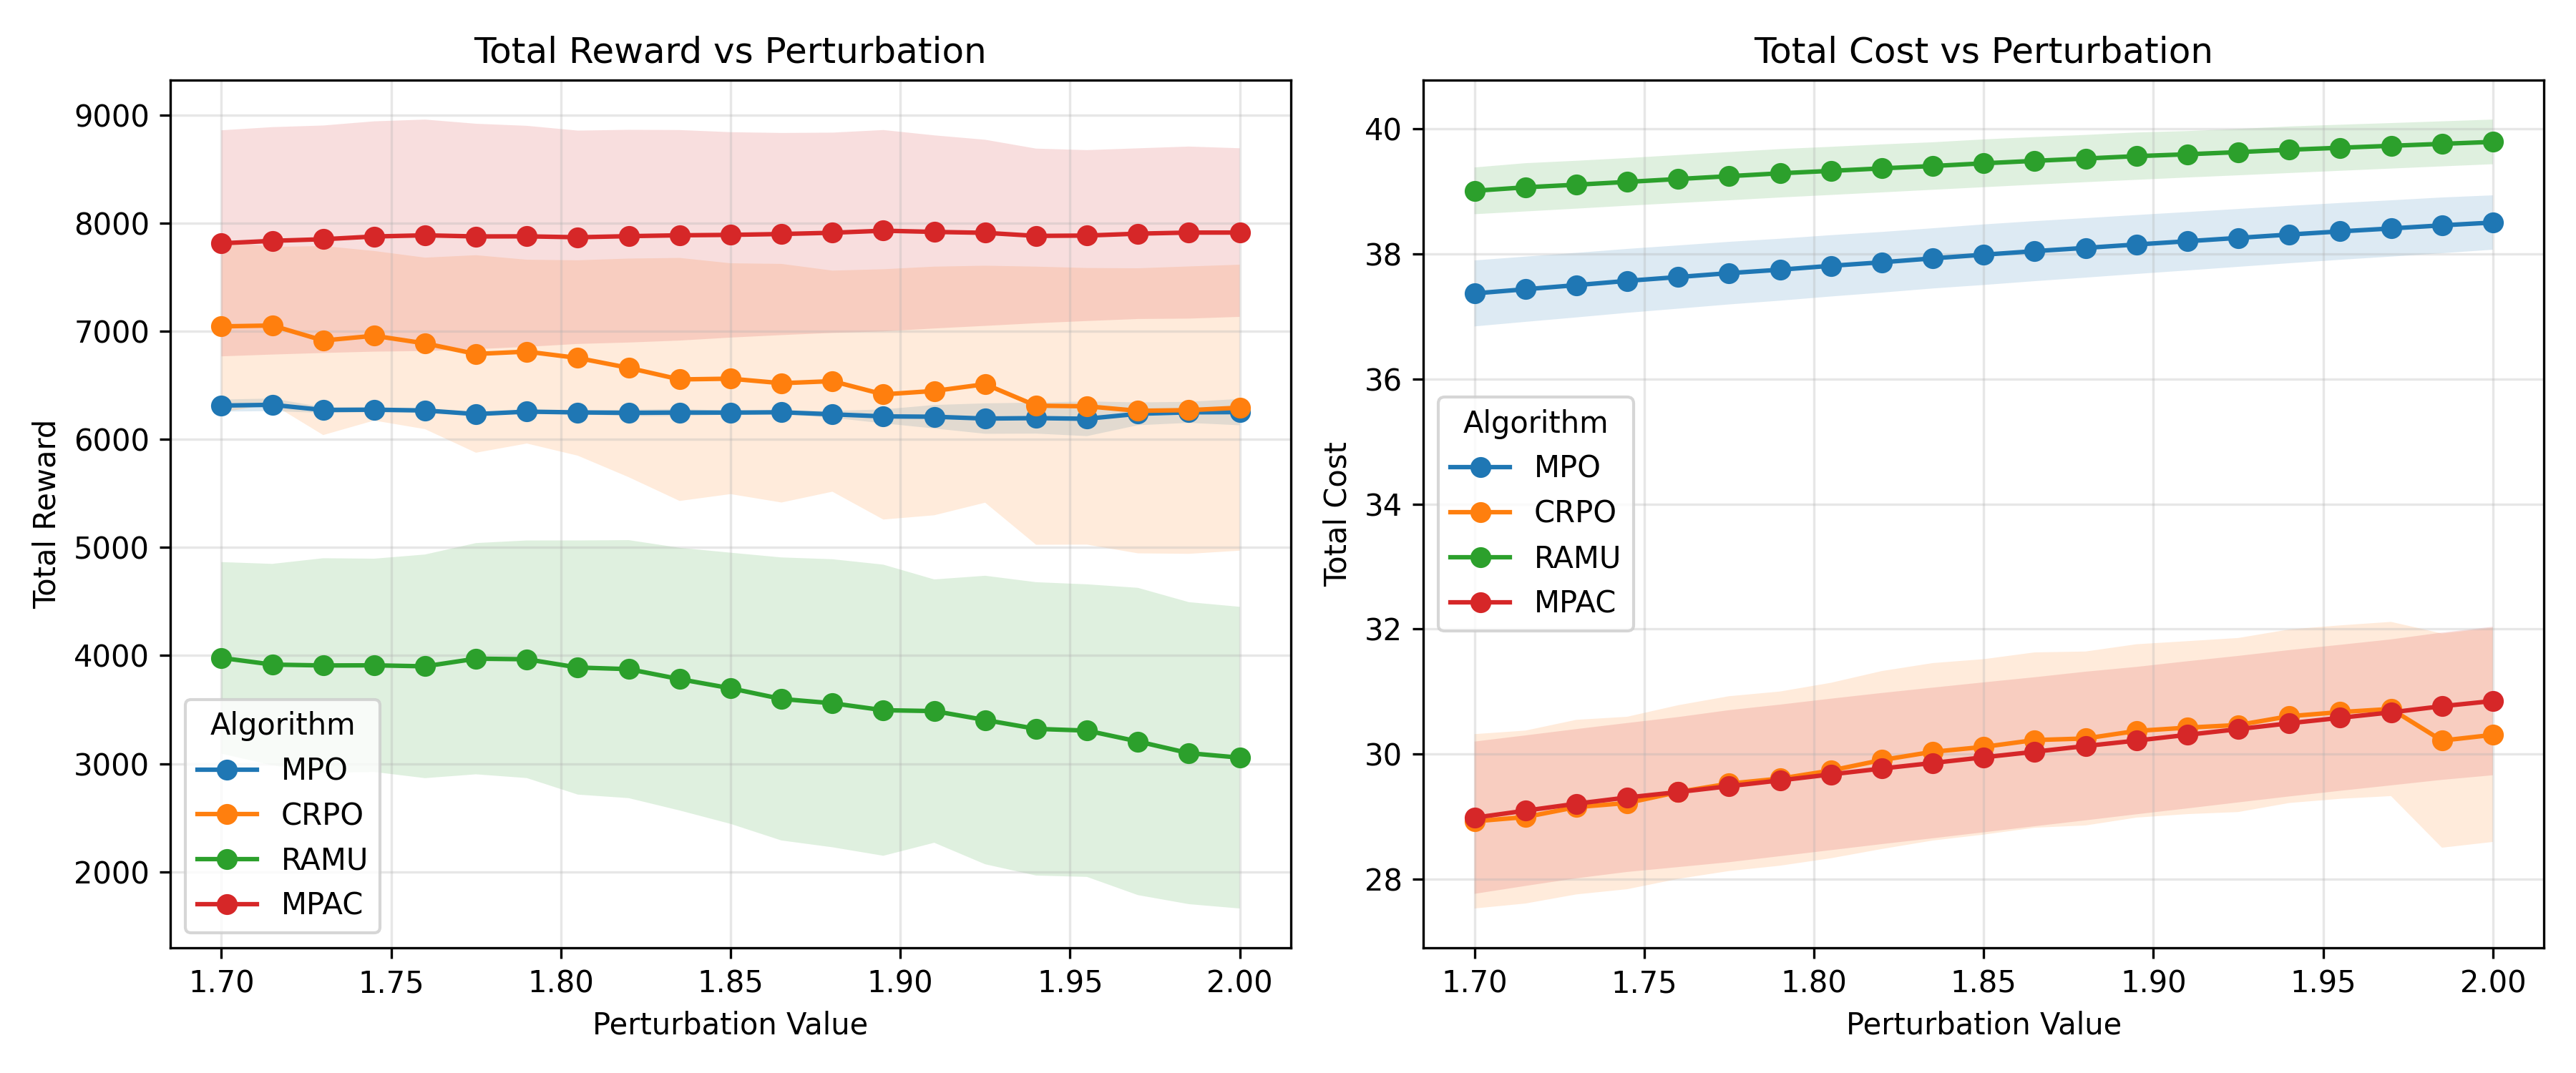 Total Reward vs Perturbation
9000
8000
7000
6000
5000
4000
3000
2000
Total Reward
Algorithm
MPO
CRPO
RAMU
MPAC
1.70 1.75 1.80 1.85 1.90 1.95 2.00
Perturbation Value
Total Cost vs Perturbation
40
38
36
34
32
30
28
Total Cost
Algorithm
MPO
CRPO
RAMU
MPAC
1.70 1.75 1.80 1.85 1.90 1.95 2.00
Perturbation Value